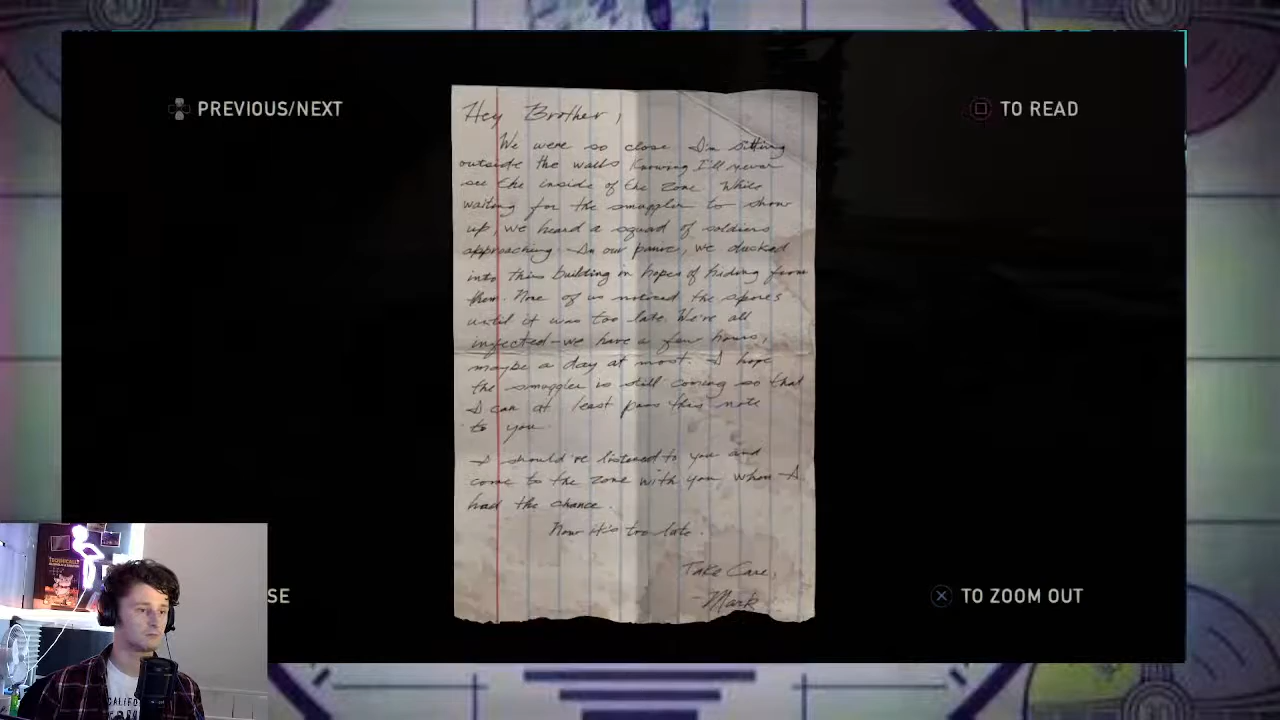 PREVIOUS/NEXT
TO READ
Hey Brother,
We were so close I'm sitting
outside the walls knowing I'll never
see the inside of the zone While
waiting for the smuggler to show
up, we heard a squad of soldiers
approaching In our panic, we ducked
into this building in hopes of hiding from
them. None of us noticed the spores
until it was too late. We're all
infected-we have a few hours,
maybe a day at most. I hope
the smuggler is still coming so that
I can at least pass this note
to you
I should've listened to you and
come to the zone with you when I
had the chance.
Now it's too late.
Take Care,
-Mark
SE
TO ZOOM OUT